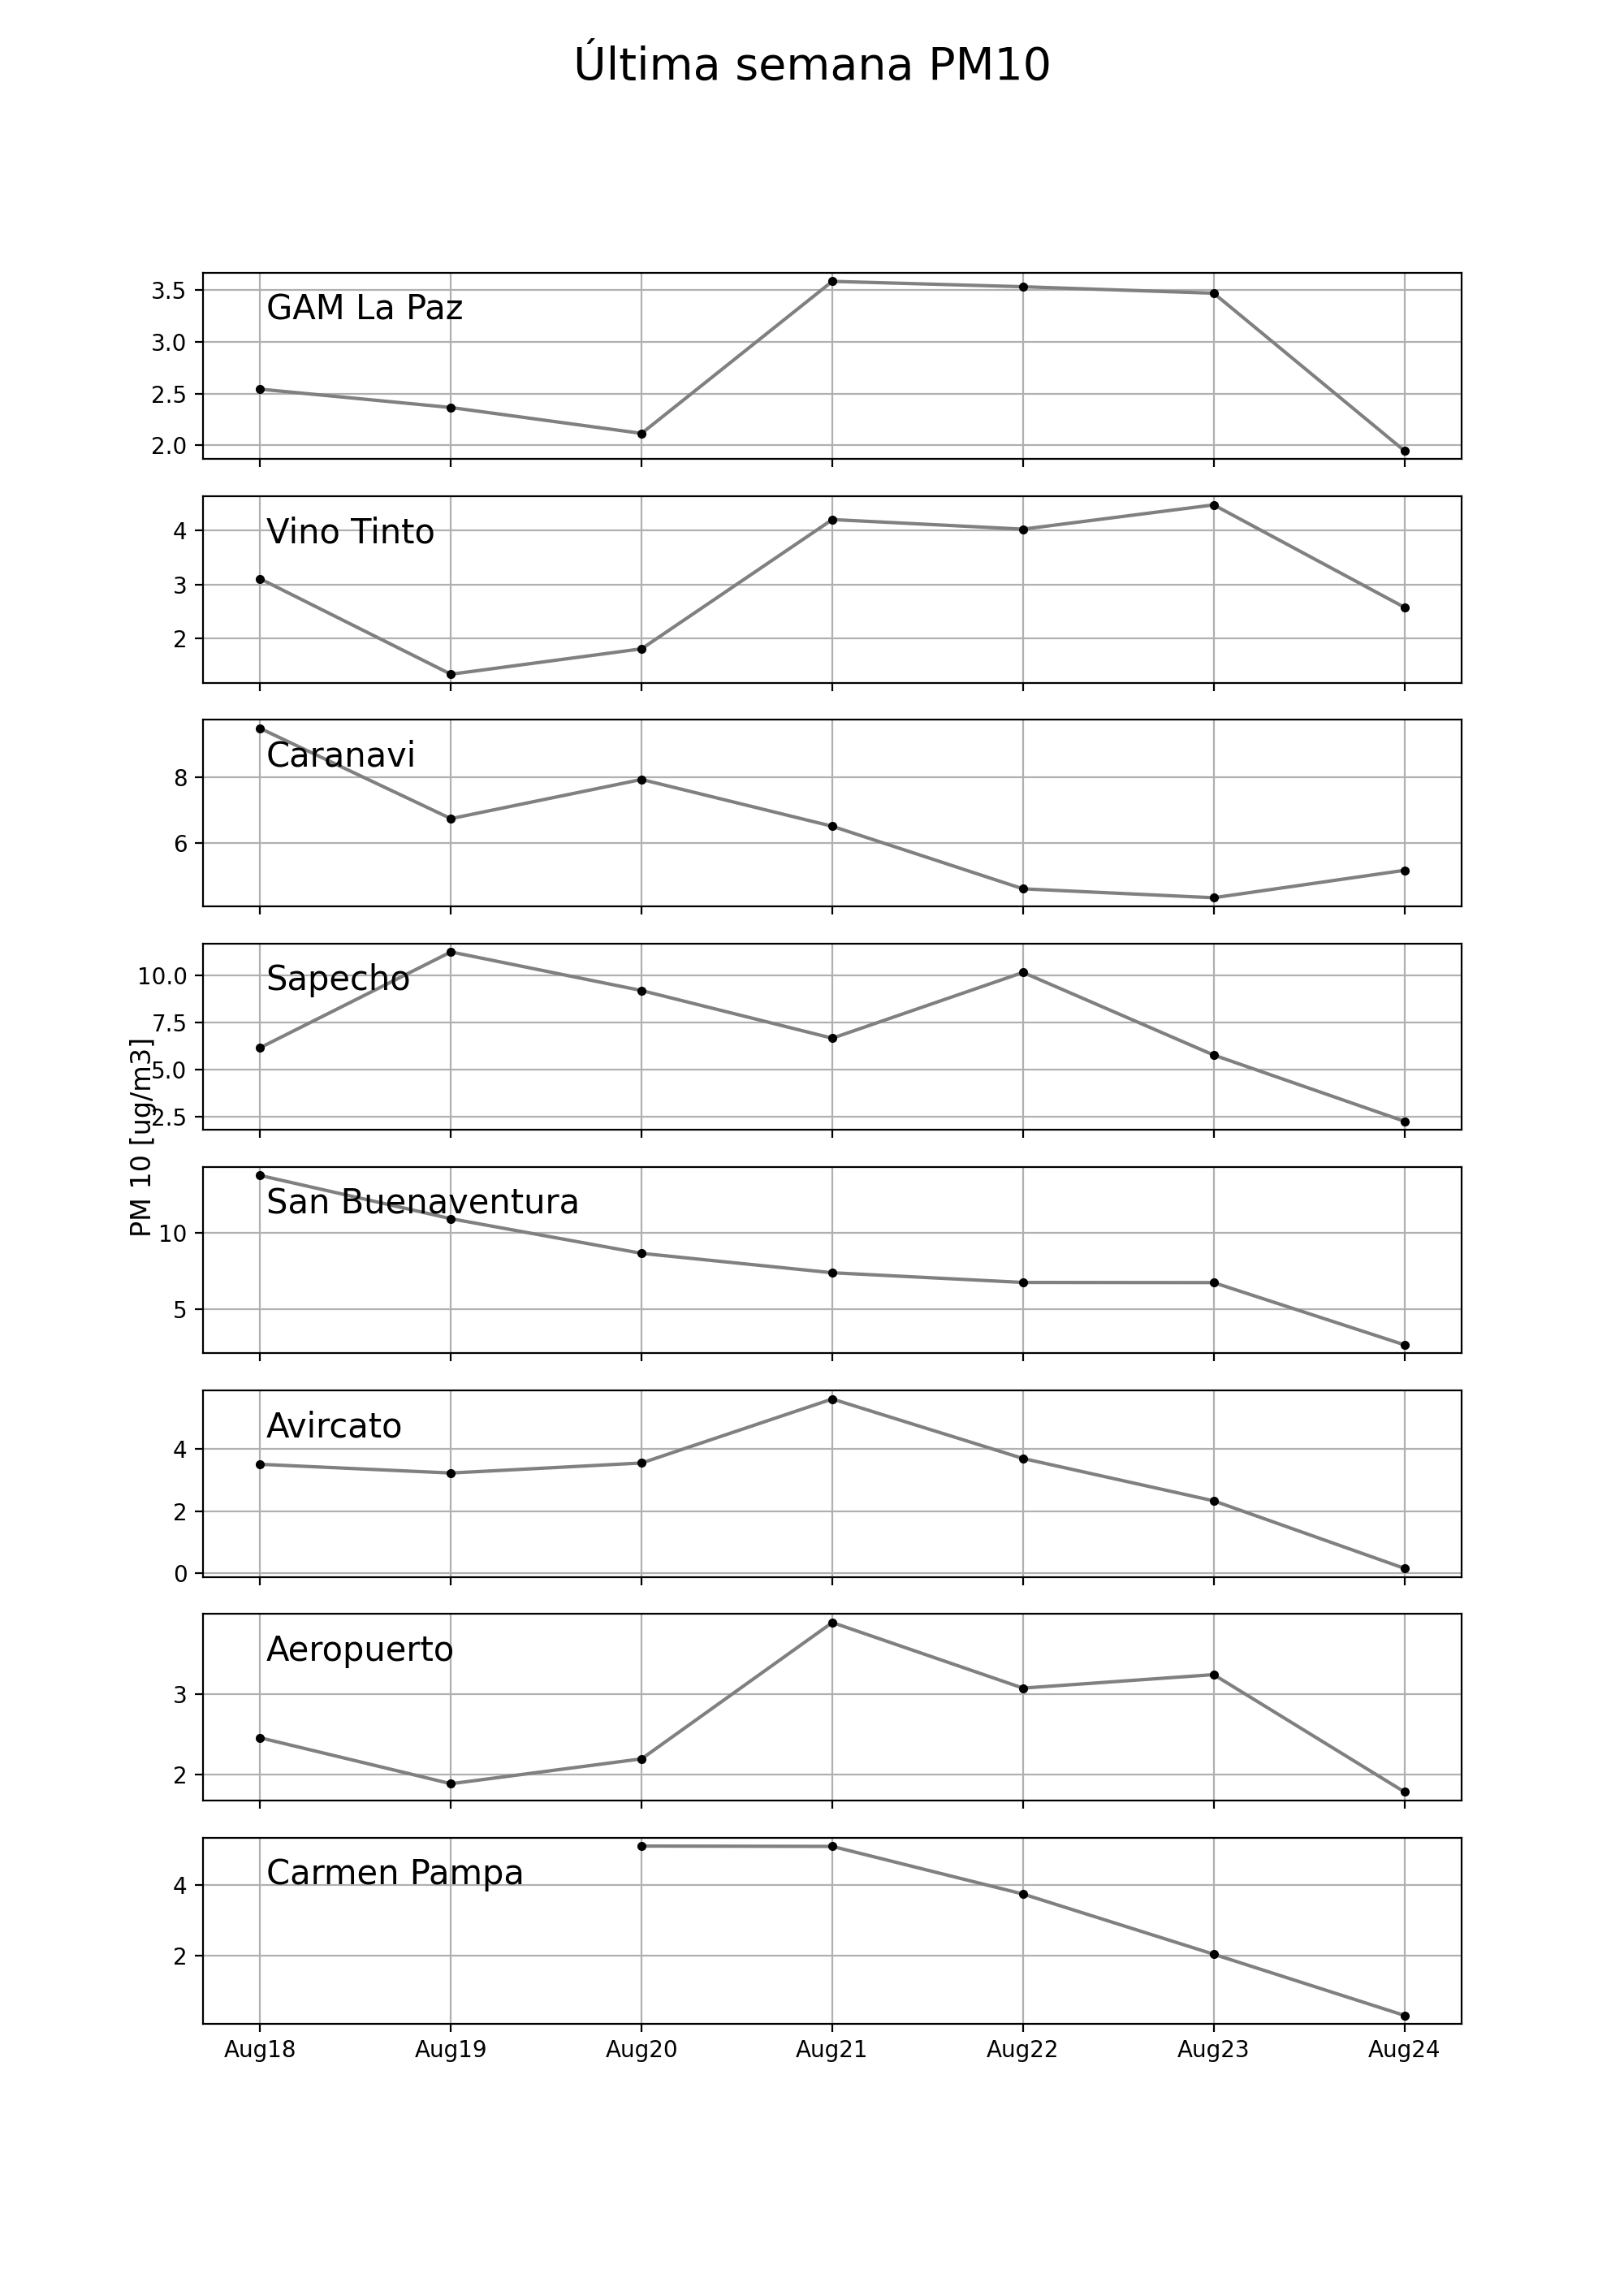 Última semana PM10
GAM La Paz
3.5
3.0
2.5
2.0
Vino Tinto
4
3
2
Caranavi
8
6
Sapecho
10.0
7.5
5.0
2.5
PM 10 [ug/m3]
San Buenaventura
10
5
Avircato
4
2
0
Aeropuerto
3
2
Carmen Pampa
4
2
Aug18 Aug19 Aug20 Aug21 Aug22 Aug23 Aug24